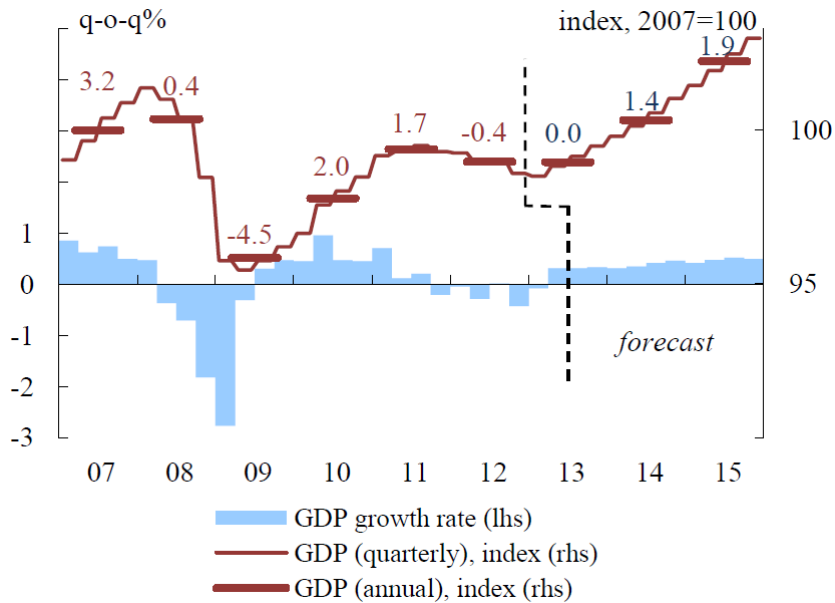 q-o-q%
index, 2007=100
3.2
0.4
-4.5
2.0
1.7
-0.4
0.0
1.4
1.9
100
95
1
0
-1
-2
-3
forecast
07 08 09 10 11 12 13 14 15
GDP growth rate (lhs)
GDP (quarterly), index (rhs)
GDP (annual), index (rhs)